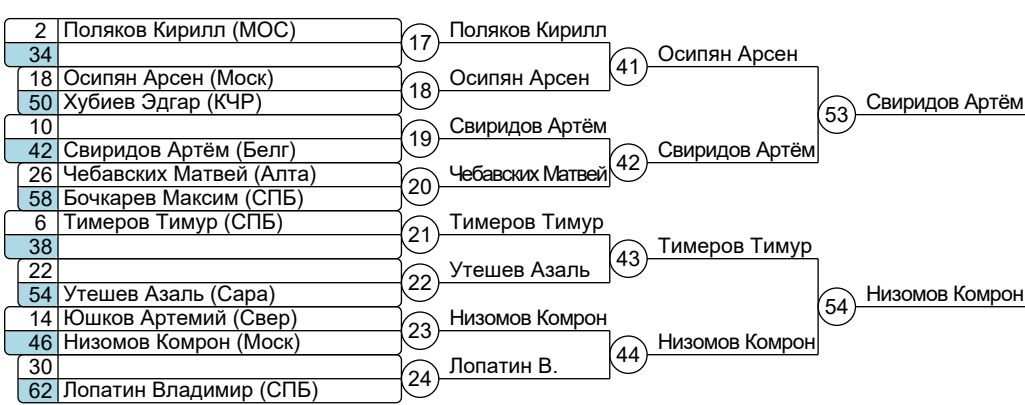 2 Поляков Кирилл (МОС)
34
18 Осипян Арсен (Моск)
50 Хубиев Эдгар (КЧР)
10
42 Свиридов Артём (Белг)
26 Чебавских Матвей (Алта)
58 Бочкарев Максим (СПБ)
6 Тимеров Тимур (СПБ)
38
22
54 Утешев Азаль (Сара)
14 Юшков Артемий (Свер)
46 Низомов Комрон (Моск)
30
62 Лопатин Владимир (СПБ)
17 Поляков Кирилл
18 Осипян Арсен
19 Свиридов Артём
20 Чебавских Матвей
21 Тимеров Тимур
22 Утешев Азаль
23 Низомов Комрон
24 Лопатин В.
41 Осипян Арсен
42 Свиридов Артём
43 Тимеров Тимур
44 Низомов Комрон
53 Свиридов Артём
54 Низомов Комрон